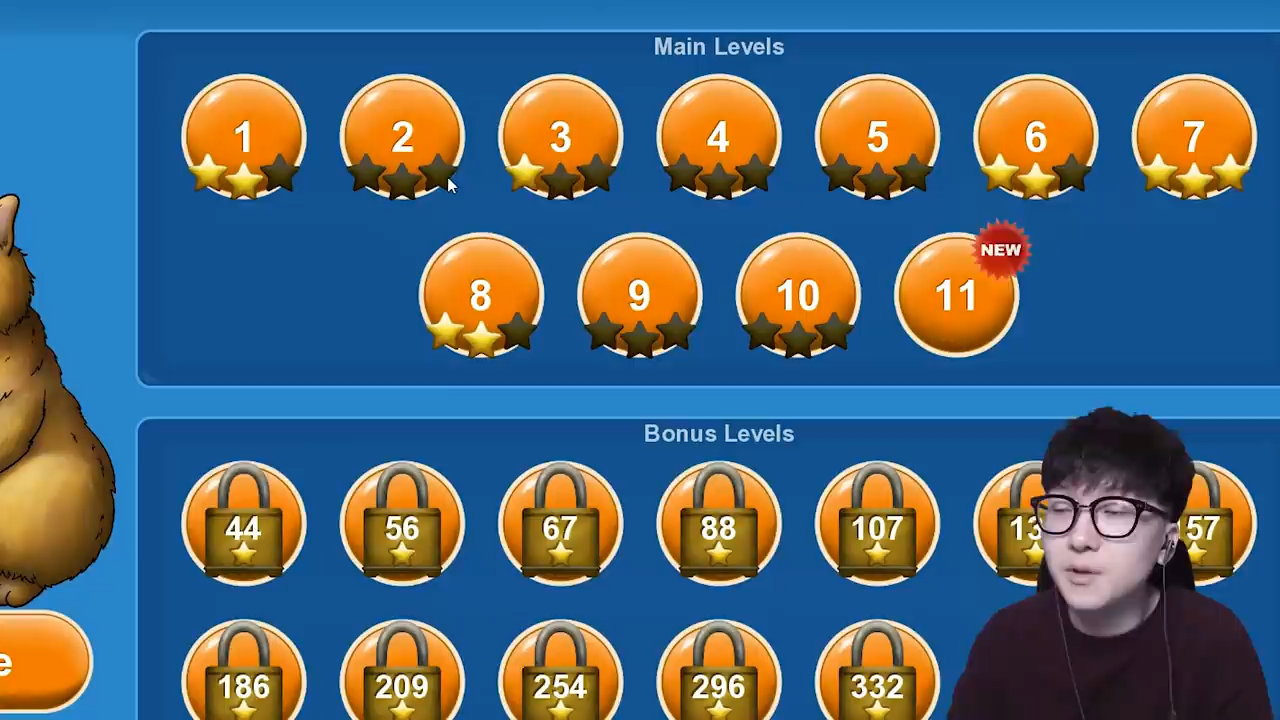 Main Levels
1 2 3 4 5 6 7
8 9 10 11 NEW
Bonus Levels
44 56 67 88 107
186 209 254 296 332